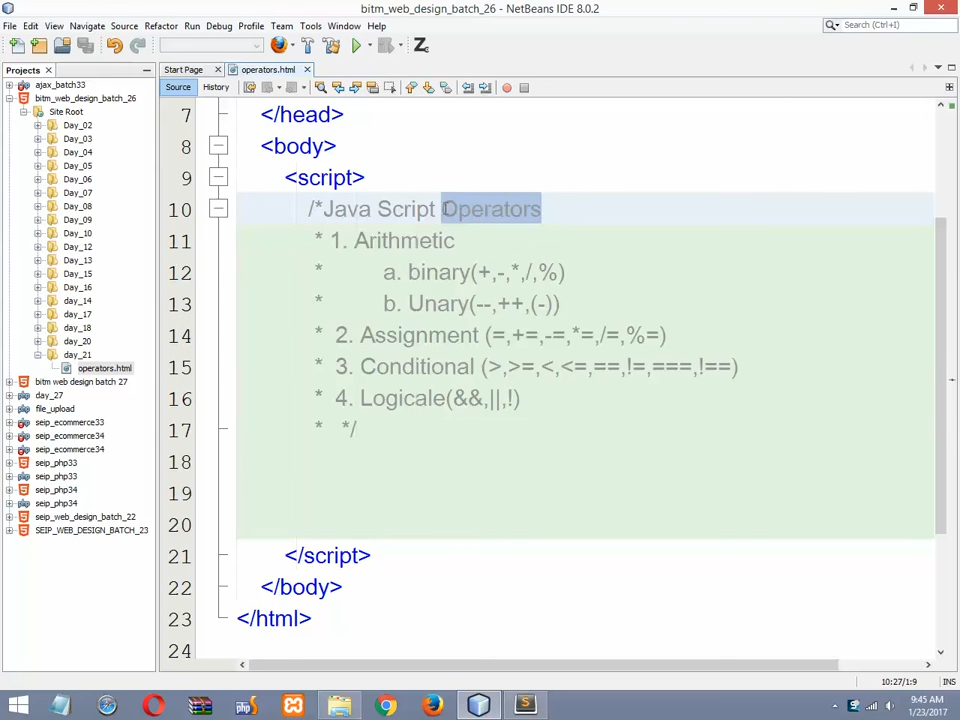 bitm_web_design_batch_26 - NetBeans IDE 8.0.2
File Edit View Navigate Source Refactor Run Debug Profile Team Tools Window Help
Search (Ctrl+I)
Projects
Start Page
operators.html
Source History
ajax_batch33
bitm_web_design_batch_26
Site Root
Day_02
Day_03
Day_04
Day_05
Day_06
Day_07
Day_08
Day_09
Day_10
Day_12
Day_13
Day_15
Day_16
day_14
day_17
day_18
day_20
day_21
operators.html
bitm web design batch 27
day_27
file_upload
seip_ecommerce33
seip_ecommerce34
seip_ecommerce34
seip_php33
seip_php33
seip_php34
seip_php34
seip_web_design_batch_22
SEIP_WEB_DESIGN_BATCH_23
7 </head>
8 <body>
9 <script>
10 /*Java Script Operators
11 * 1. Arithmetic
12 * a. binary(+,-,*,/,%)
13 * b. Unary(--,++,(-))
14 * 2. Assignment (=,+=,-=,*=,/=,%=)
15 * 3. Conditional (>,>=,<,<=,==,!=,===,!==)
16 * 4. Logicale(&&,||,!)
17 * */
18
19
20
21 </script>
22 </body>
23 </html>
24
10:27/1:9 INS
9:45 AM
1/23/2017